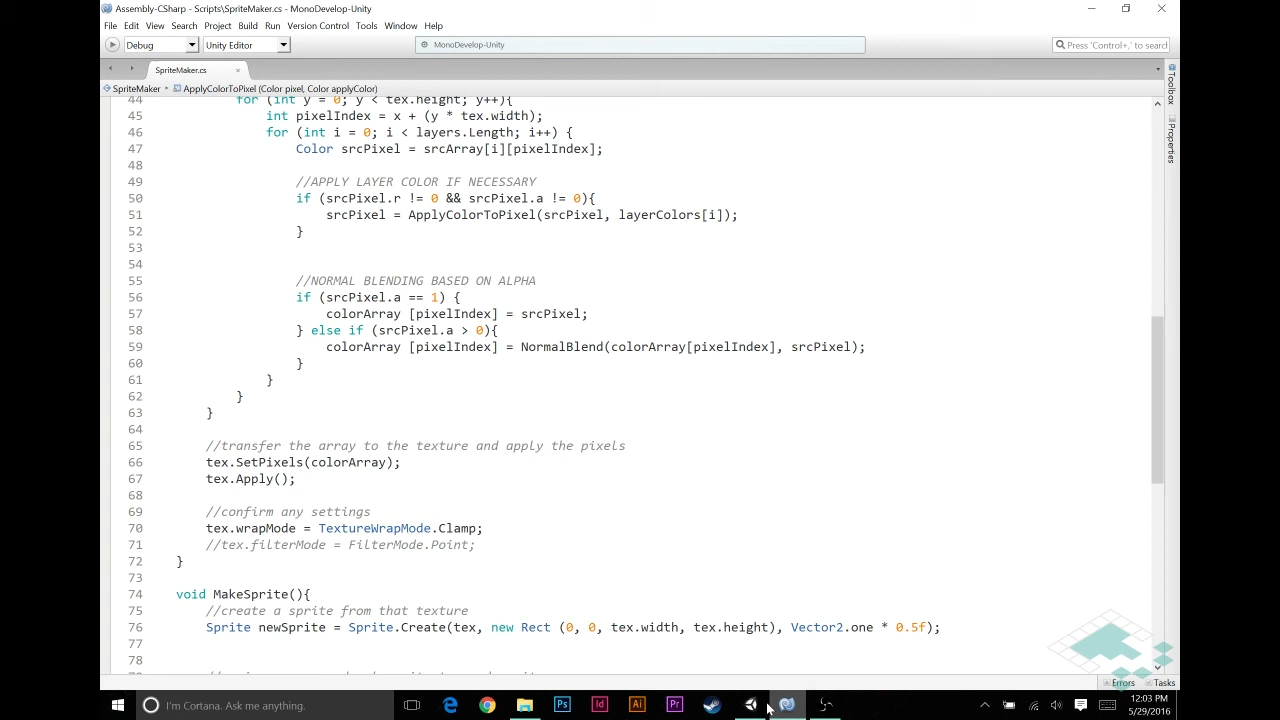 Assembly-CSharp - Scripts\SpriteMaker.cs - MonoDevelop-Unity
File Edit View Search Project Build Run Version Control Tools Window Help
Debug Unity Editor MonoDevelop-Unity Press 'Control+,' to search
SpriteMaker.cs ×
SpriteMaker ApplyColorToPixel (Color pixel, Color applyColor)
Toolbox
Properties
44 for (int y = 0; y < tex.height; y++){
45 int pixelIndex = x + (y * tex.width);
46 for (int i = 0; i < layers.Length; i++) {
47 Color srcPixel = srcArray[i][pixelIndex];
48
49 //APPLY LAYER COLOR IF NECESSARY
50 if (srcPixel.r != 0 && srcPixel.a != 0){
51 srcPixel = ApplyColorToPixel(srcPixel, layerColors[i]);
52 }
53
54
55 //NORMAL BLENDING BASED ON ALPHA
56 if (srcPixel.a == 1) {
57 colorArray [pixelIndex] = srcPixel;
58 } else if (srcPixel.a > 0){
59 colorArray [pixelIndex] = NormalBlend(colorArray[pixelIndex], srcPixel);
60 }
61 }
62 }
63 }
64
65 //transfer the array to the texture and apply the pixels
66 tex.SetPixels(colorArray);
67 tex.Apply();
68
69 //confirm any settings
70 tex.wrapMode = TextureWrapMode.Clamp;
71 //tex.filterMode = FilterMode.Point;
72 }
73
74 void MakeSprite(){
75 //create a sprite from that texture
76 Sprite newSprite = Sprite.Create(tex, new Rect (0, 0, tex.width, tex.height), Vector2.one * 0.5f);
77
78
Errors Tasks
I'm Cortana. Ask me anything.
Ps Id Ai Pr
12:03 PM
5/29/2016